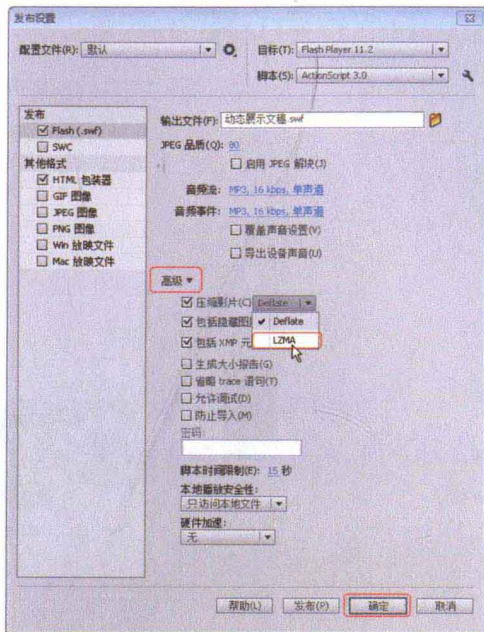 发布设置
配置文件(R): 默认
目标(T): Flash Player 11.2
脚本(S): ActionScript 3.0
发布
Flash (.swf)
SWC
其他格式
HTML 包装器
GIF 图像
JPEG 图像
PNG 图像
Win 放映文件
Mac 放映文件
输出文件(F): 动态展示文稿.swf
JPEG 品质(Q): 80
启用 JPEG 解块(J)
音频流: MP3, 16 kbps, 单声道
音频事件: MP3, 16 kbps, 单声道
覆盖声音设置(V)
导出设备声音(U)
高级
压缩影片(C) Deflate
包括隐藏图 Deflate
包括 XMP 元 LZMA
生成大小报告(G)
省略 trace 语句(T)
允许调试(D)
防止导入(M)
密码:
脚本时间限制(E): 15 秒
本地播放安全性:
只访问本地文件
硬件加速:
无
帮助(L) 发布(P) 确定 取消